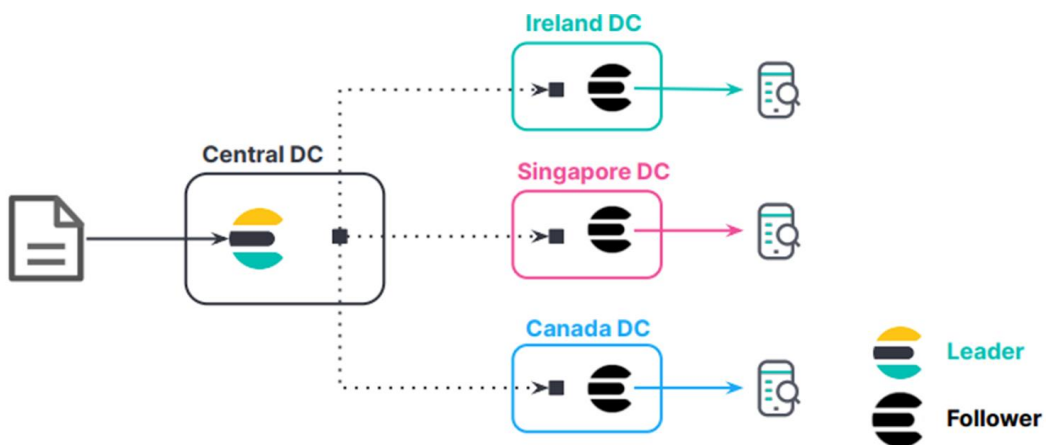 Ireland DC
Central DC
Singapore DC
Canada DC
Leader
Follower